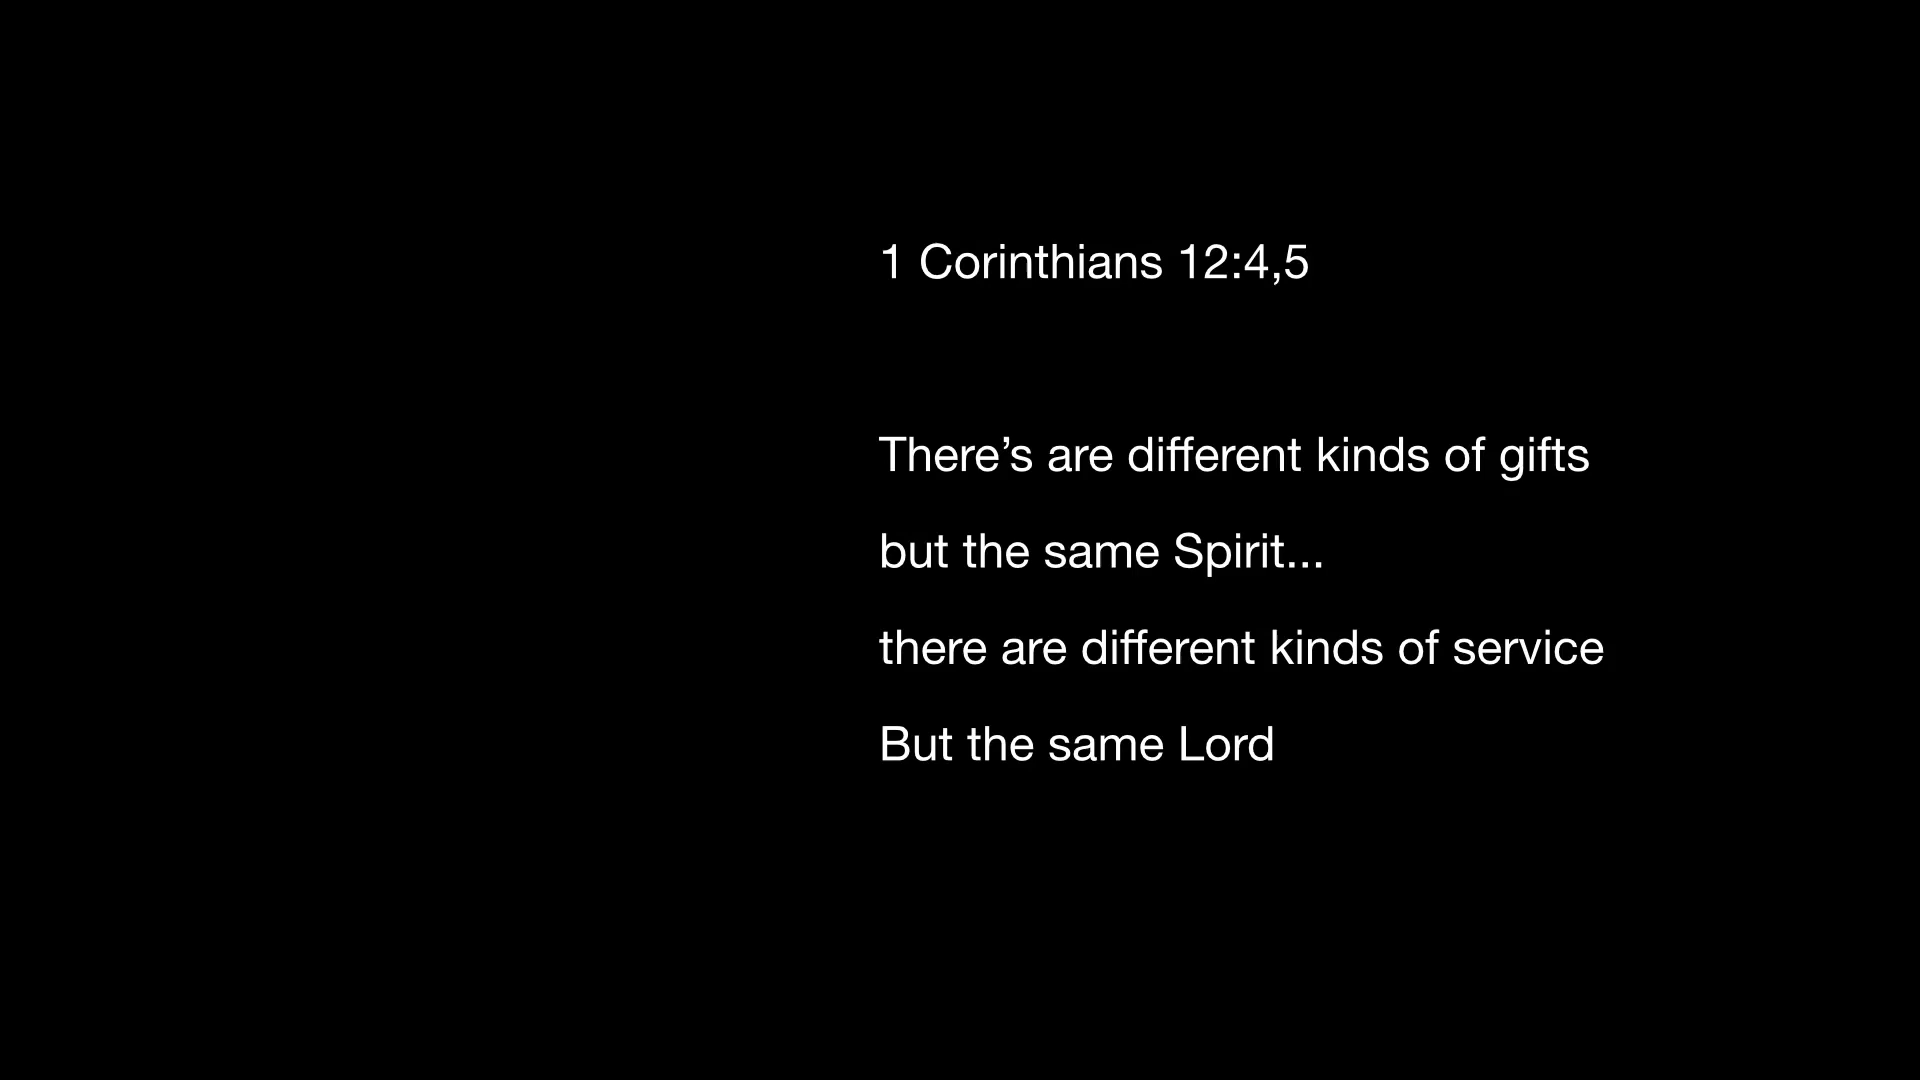 1 Corinthians 12:4,5
There’s are different kinds of gifts
but the same Spirit...
there are different kinds of service
But the same Lord